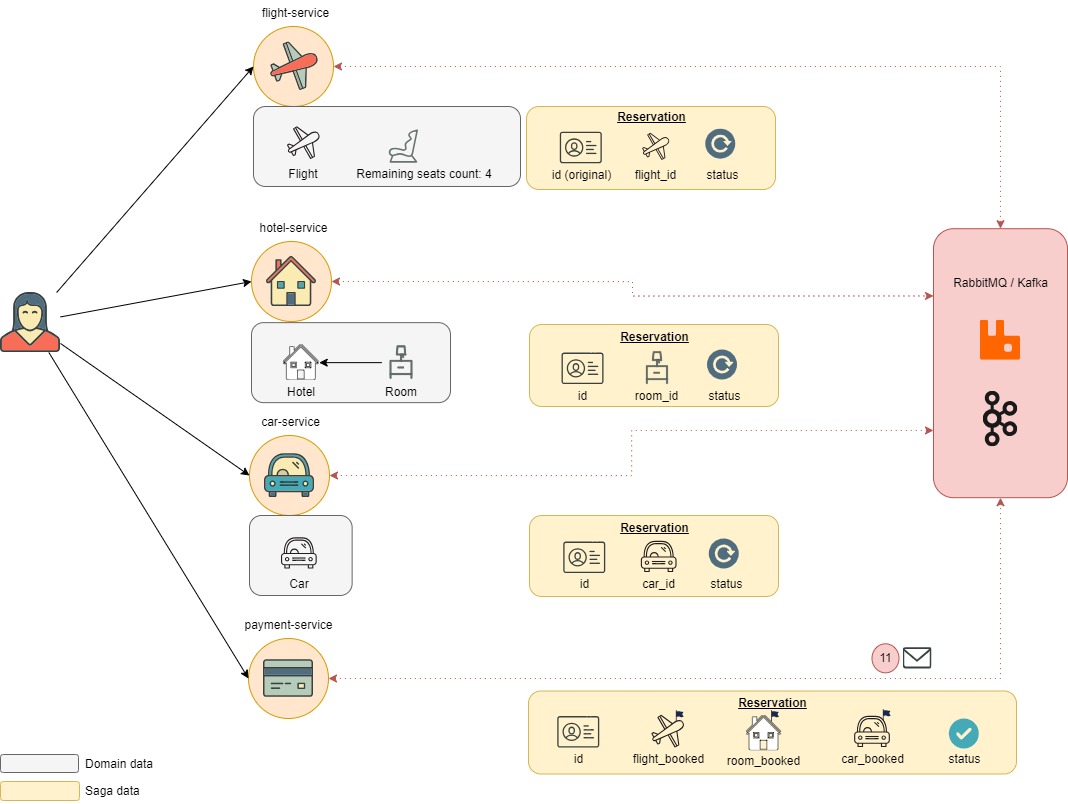 flight-service
Flight
Remaining seats count: 4
Reservation
id (original)
flight_id
status
hotel-service
RabbitMQ / Kafka
Hotel
Room
Reservation
id
room_id
status
car-service
Car
Reservation
id
car_id
status
payment-service
11
Reservation
id
flight_booked
room_booked
car_booked
status
Domain data
Saga data